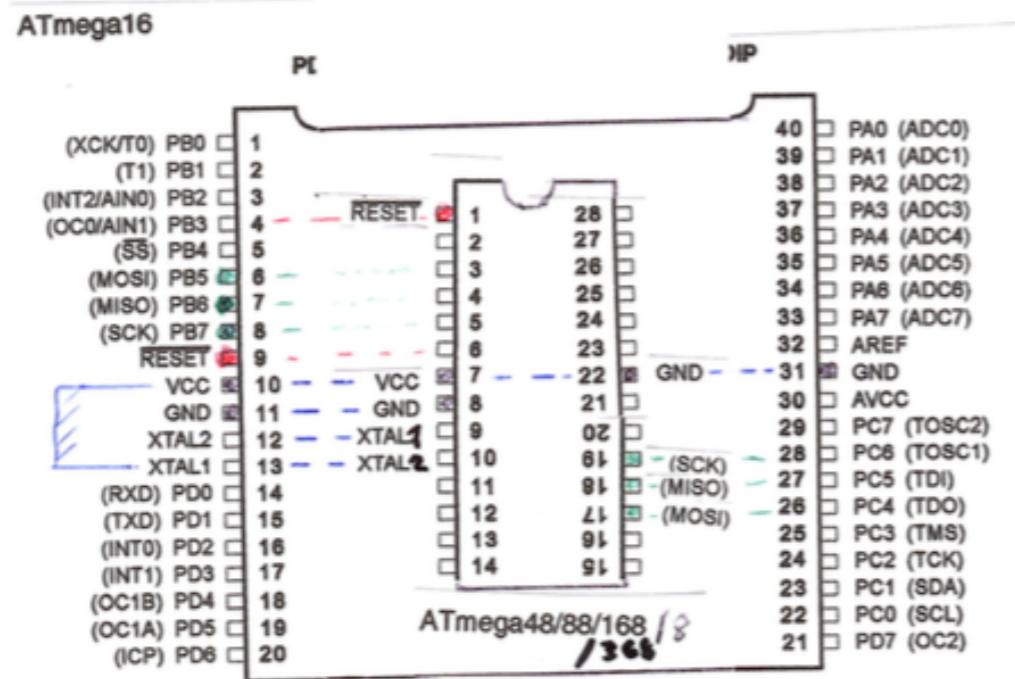 ATmega16
PD
DIP
(XCK/T0) PB0 1
(T1) PB1 2
(INT2/AIN0) PB2 3
(OC0/AIN1) PB3 4
(SS) PB4 5
(MOSI) PB5 6
(MISO) PB6 7
(SCK) PB7 8
RESET 9
VCC 10
GND 11
XTAL2 12
XTAL1 13
(RXD) PD0 14
(TXD) PD1 15
(INT0) PD2 16
(INT1) PD3 17
(OC1B) PD4 18
(OC1A) PD5 19
(ICP) PD6 20
RESET 1
2
3
4
5
6
VCC 7
GND 8
XTAL1 9
XTAL2 10
11
12
13
14
28
27
26
25
24
23
22 GND
21
20
19 (SCK)
18 (MISO)
17 (MOSI)
16
15
ATmega48/88/168/8
/368
40 PA0 (ADC0)
39 PA1 (ADC1)
38 PA2 (ADC2)
37 PA3 (ADC3)
36 PA4 (ADC4)
35 PA5 (ADC5)
34 PA6 (ADC6)
33 PA7 (ADC7)
32 AREF
31 GND
30 AVCC
29 PC7 (TOSC2)
28 PC6 (TOSC1)
27 PC5 (TDI)
26 PC4 (TDO)
25 PC3 (TMS)
24 PC2 (TCK)
23 PC1 (SDA)
22 PC0 (SCL)
21 PD7 (OC2)